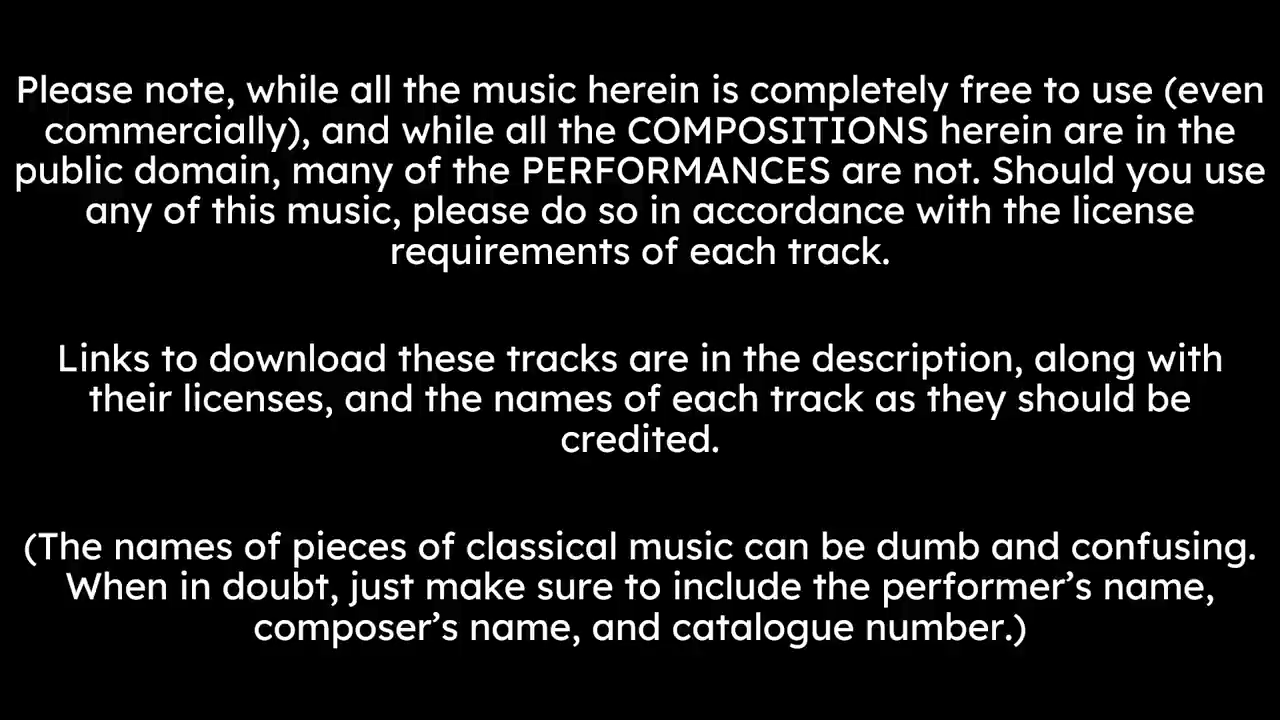 Please note, while all the music herein is completely free to use (even
commercially), and while all the COMPOSITIONS herein are in the
public domain, many of the PERFORMANCES are not. Should you use
any of this music, please do so in accordance with the license
requirements of each track.
Links to download these tracks are in the description, along with
their licenses, and the names of each track as they should be
credited.
(The names of pieces of classical music can be dumb and confusing.
When in doubt, just make sure to include the performer’s name,
composer’s name, and catalogue number.)